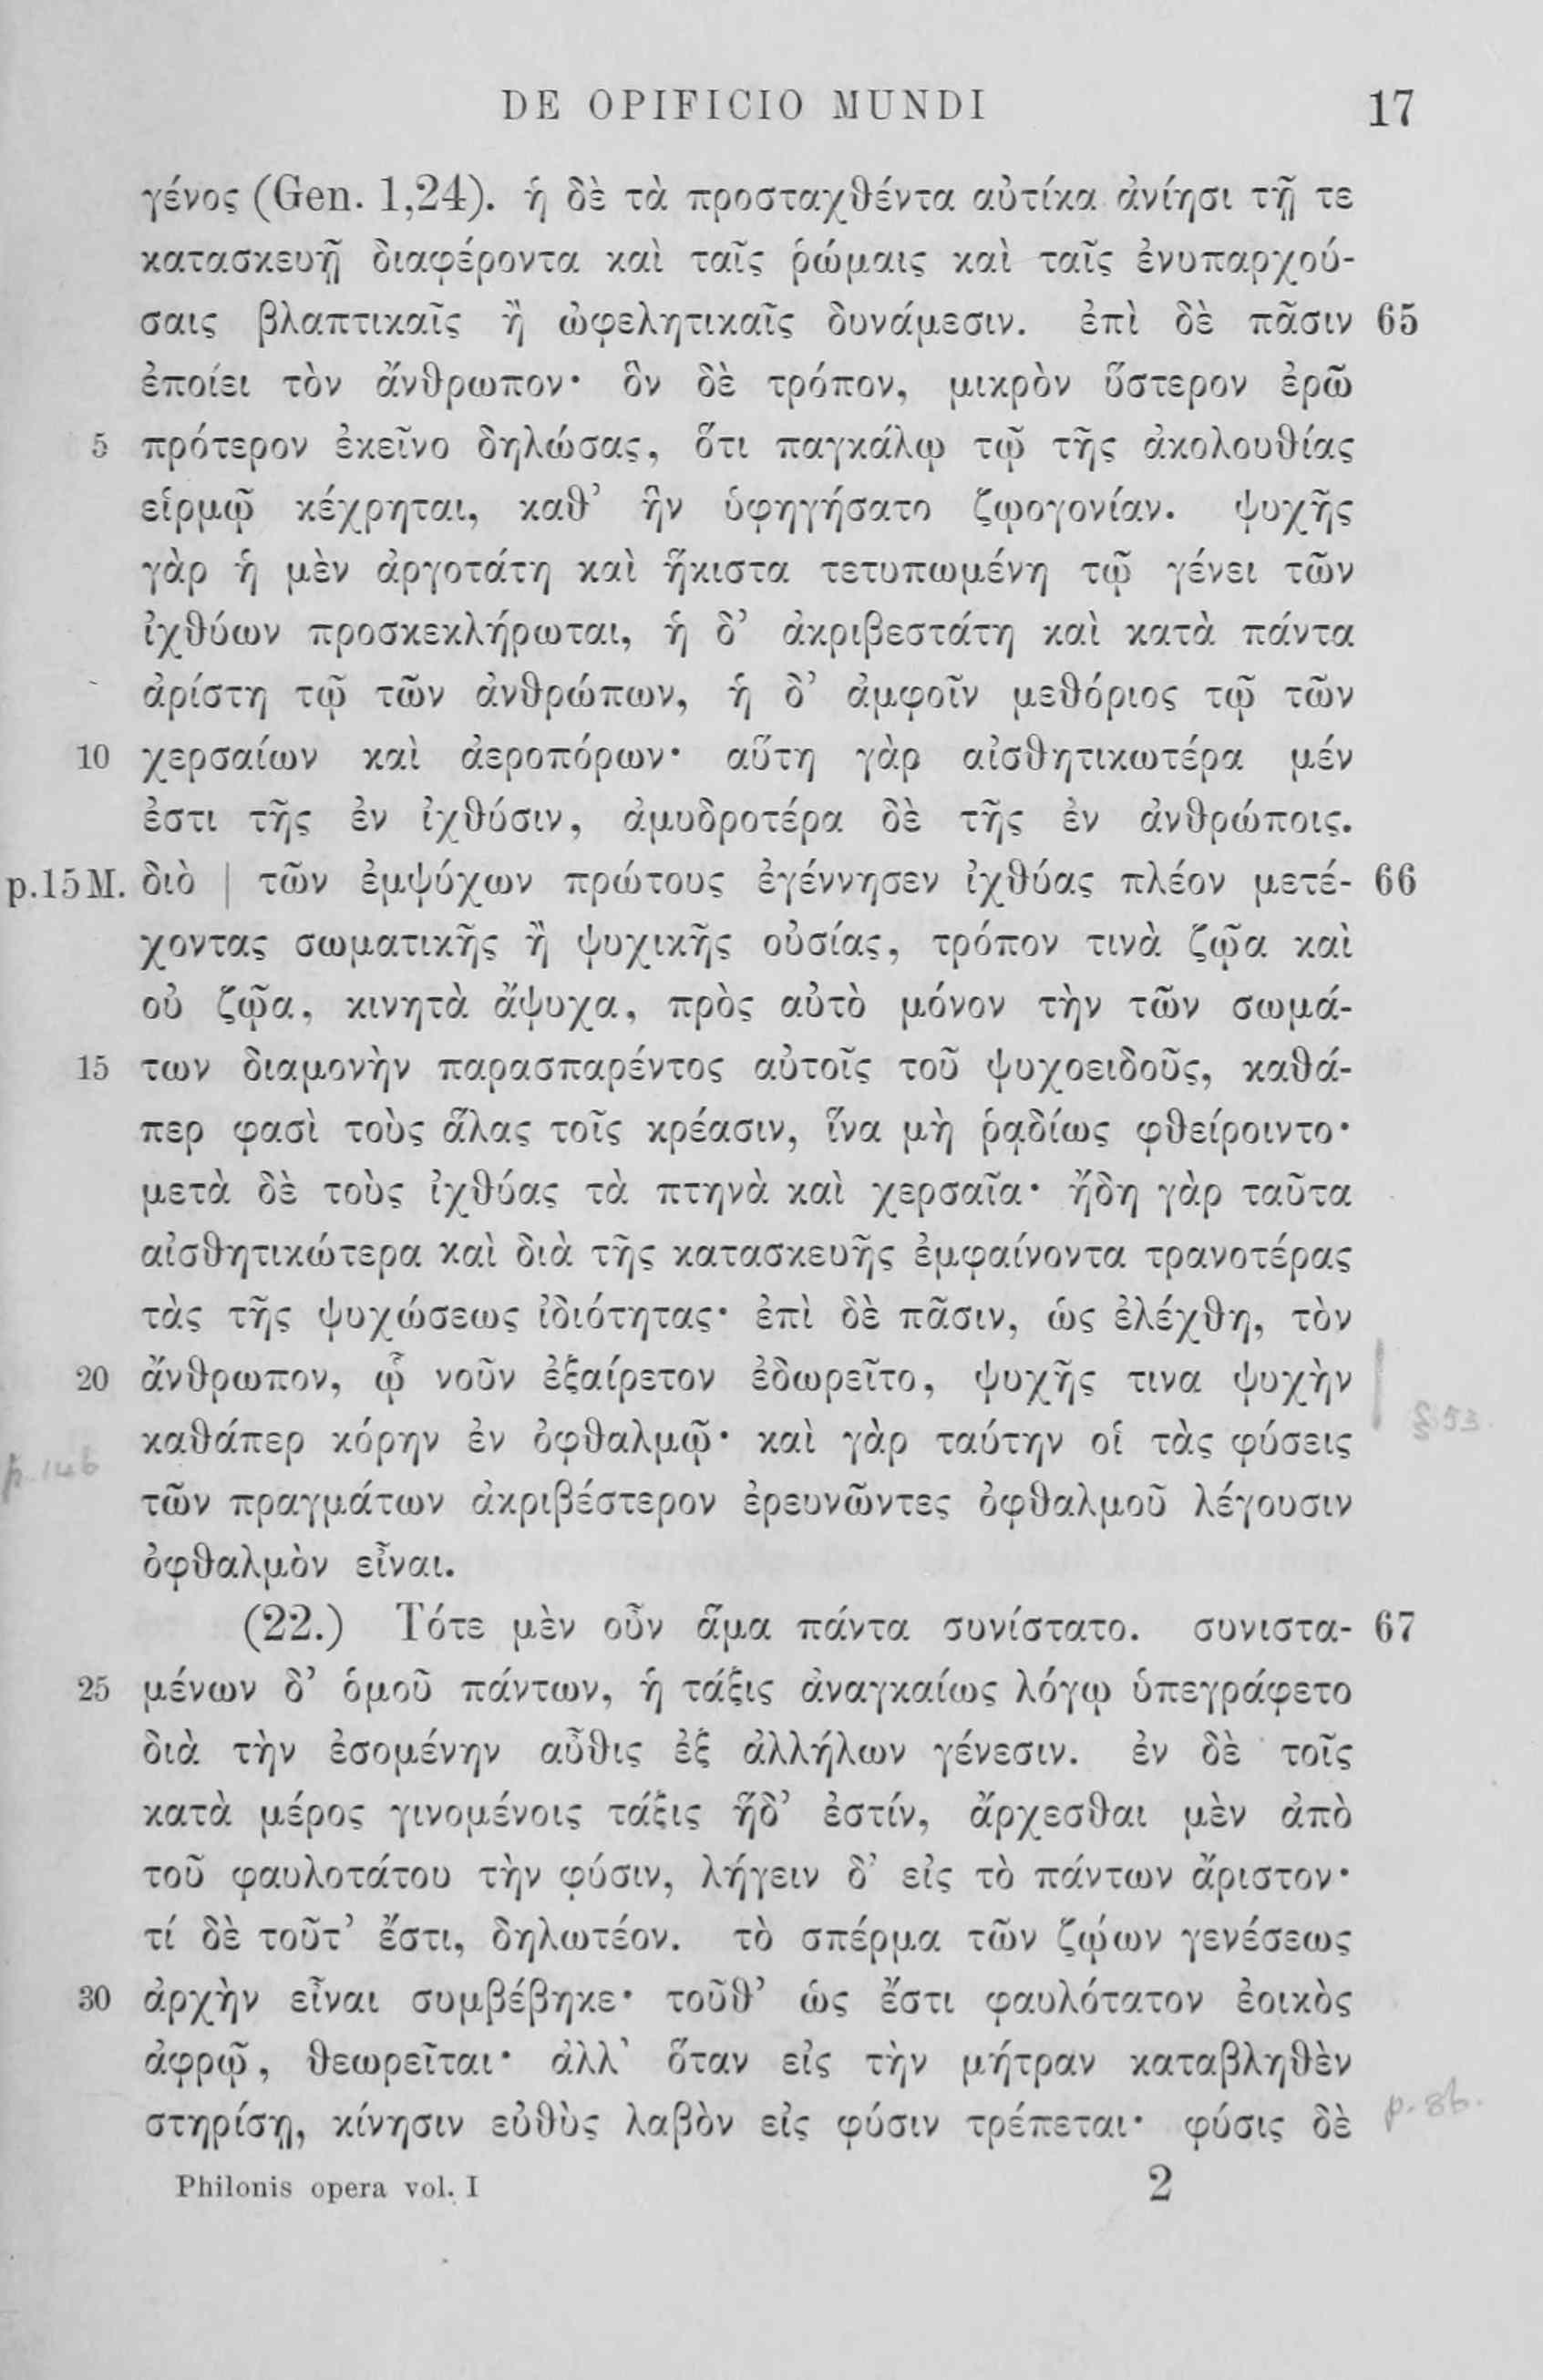 DE OPIFICIO MUNDI 17
γένος (Gen. 1,24). ἡ δὲ τὰ προσταχθέντα αὐτίκα ἀνίησι τῇ τε
κατασκευῇ διαφέροντα καὶ ταῖς ῥώμαις καὶ ταῖς ἐνυπαρχού-
σαις βλαπτικαῖς ἢ ὠφελητικαῖς δυνάμεσιν. ἐπὶ δὲ πᾶσιν 65
ἐποίει τὸν ἄνθρωπον· ὃν δὲ τρόπον, μικρὸν ὕστερον ἐρῶ
5 πρότερον ἐκεῖνο δηλώσας, ὅτι παγκάλῳ τῷ τῆς ἀκολουθίας
εἱρμῷ κέχρηται, καθ’ ἣν ὑφηγήσατο ζῳογονίαν. ψυχῆς
γὰρ ἡ μὲν ἀργοτάτη καὶ ἥκιστα τετυπωμένη τῷ γένει τῶν
ἰχθύων προσκεκλήρωται, ἡ δ’ ἀκριβεστάτη καὶ κατὰ πάντα
ἀρίστη τῷ τῶν ἀνθρώπων, ἡ δ’ ἀμφοῖν μεθόριος τῷ τῶν
10 χερσαίων καὶ ἀεροπόρων· αὕτη γὰρ αἰσθητικωτέρα μέν
ἐστι τῆς ἐν ἰχθύσιν, ἀμυδροτέρα δὲ τῆς ἐν ἀνθρώποις.
p.15M. διὸ | τῶν ἐμψύχων πρώτους ἐγέννησεν ἰχθύας πλέον μετέ- 66
χοντας σωματικῆς ἢ ψυχικῆς οὐσίας, τρόπον τινὰ ζῷα καὶ
οὐ ζῷα, κινητὰ ἄψυχα, πρὸς αὐτὸ μόνον τὴν τῶν σωμά-
15 των διαμονὴν παρασπαρέντος αὐτοῖς τοῦ ψυχοειδοῦς, καθά-
περ φασὶ τοὺς ἅλας τοῖς κρέασιν, ἵνα μὴ ῥᾳδίως φθείροιντο·
μετὰ δὲ τοὺς ἰχθύας τὰ πτηνὰ καὶ χερσαῖα· ἤδη γὰρ ταῦτα
αἰσθητικώτερα καὶ διὰ τῆς κατασκευῆς ἐμφαίνοντα τρανοτέρας
τὰς τῆς ψυχώσεως ἰδιότητας· ἐπὶ δὲ πᾶσιν, ὡς ἐλέχθη, τὸν
20 ἄνθρωπον, ᾧ νοῦν ἐξαίρετον ἐδωρεῖτο, ψυχῆς τινα ψυχὴν
καθάπερ κόρην ἐν ὀφθαλμῷ· καὶ γὰρ ταύτην οἱ τὰς φύσεις § 53.
p. 146
τῶν πραγμάτων ἀκριβέστερον ἐρευνῶντες ὀφθαλμοῦ λέγουσιν
ὀφθαλμὸν εἶναι.
(22.) Τότε μὲν οὖν ἅμα πάντα συνίστατο. συνιστα- 67
25 μένων δ’ ὁμοῦ πάντων, ἡ τάξις ἀναγκαίως λόγῳ ὑπεγράφετο
διὰ τὴν ἐσομένην αὖθις ἐξ ἀλλήλων γένεσιν. ἐν δὲ τοῖς
κατὰ μέρος γινομένοις τάξις ἥδ’ ἐστίν, ἄρχεσθαι μὲν ἀπὸ
τοῦ φαυλοτάτου τὴν φύσιν, λήγειν δ’ εἰς τὸ πάντων ἄριστον·
τί δὲ τοῦτ’ ἔστι, δηλωτέον. τὸ σπέρμα τῶν ζῴων γενέσεως
30 ἀρχὴν εἶναι συμβέβηκε· τοῦθ’ ὡς ἔστι φαυλότατον ἐοικὸς
ἀφρῷ, θεωρεῖται· ἀλλ’ ὅταν εἰς τὴν μήτραν καταβληθὲν
στηρίσῃ, κίνησιν εὐθὺς λαβὸν εἰς φύσιν τρέπεται· φύσις δὲ p. 86.
Philonis opera vol. I 2